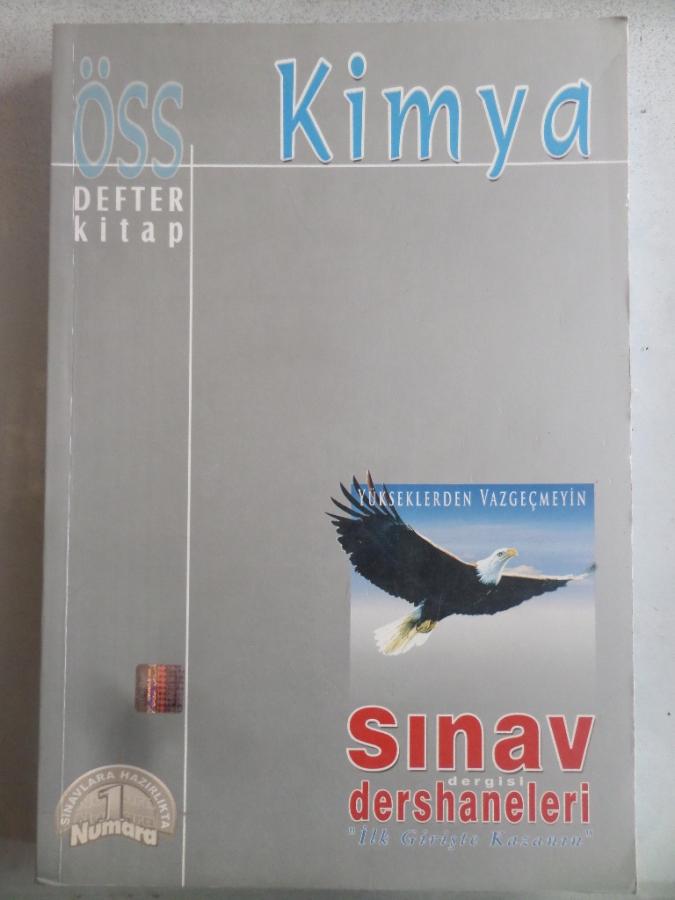 ÖSS
DEFTER
kitap
Kimya
YÜKSEKLERDEN VAZGEÇMEYİN
sınav
dergisi
dershaneleri
"İlk Girişte Kazanın"
SINAVLARA HAZIRLIKTA
1
Numara